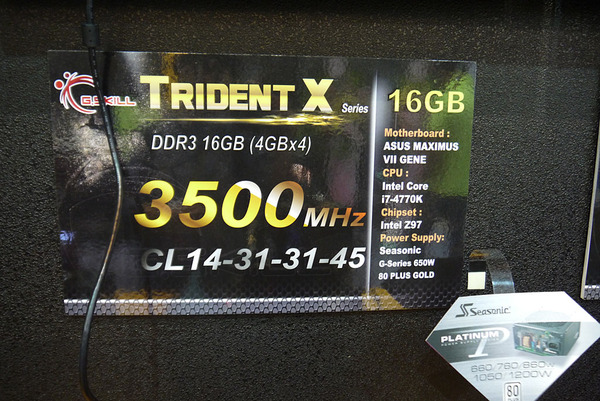 G.SKILL
TRIDENT X Series
DDR3 16GB (4GBx4)
3500MHz
CL14-31-31-45
16GB
Motherboard :
ASUS MAXIMUS
VII GENE
CPU :
Intel Core
i7-4770K
Chipset :
Intel Z97
Power Supply:
Seasonic
G-Series 650W
80 PLUS GOLD
Seasonic
PLATINUM
660/760/860W
1050/1200W
80